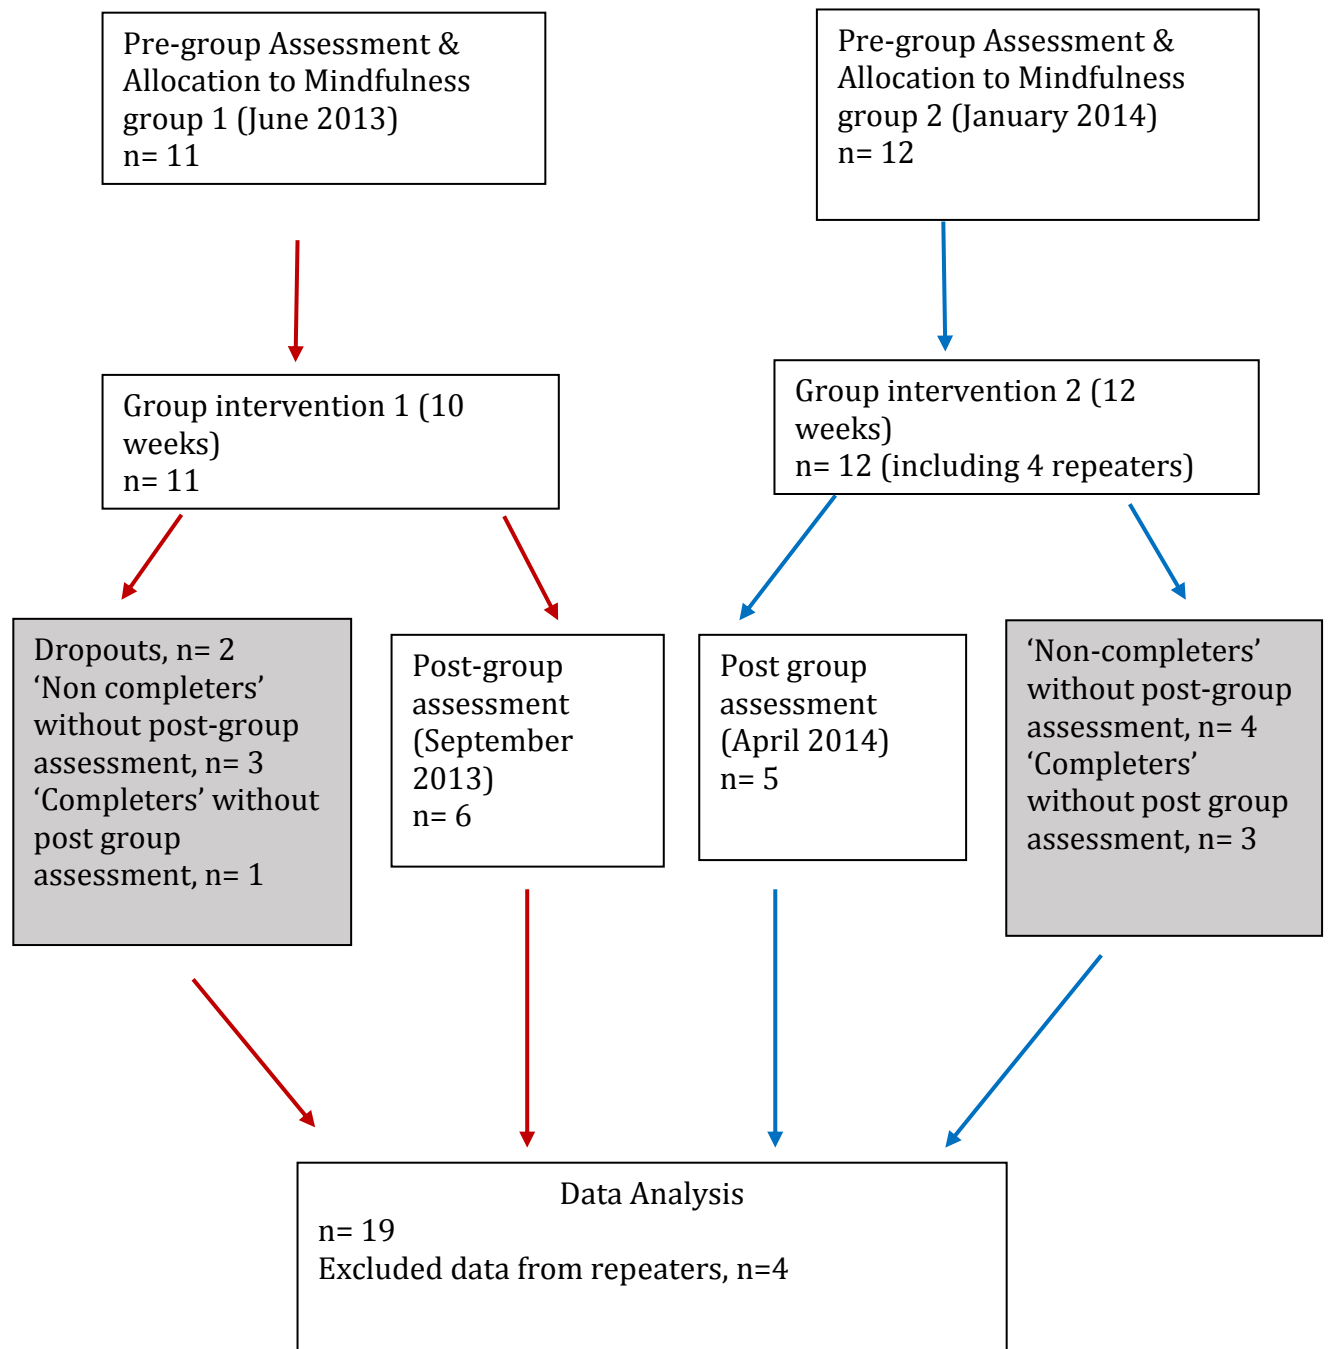 Pre-group Assessment &
Allocation to Mindfulness
group 1 (June 2013)
n= 11
Pre-group Assessment &
Allocation to Mindfulness
group 2 (January 2014)
n= 12
Group intervention 1 (10
weeks)
n= 11
Group intervention 2 (12
weeks)
n= 12 (including 4 repeaters)
Dropouts, n= 2
‘Non completers’
without post-group
assessment, n= 3
‘Completers’ without
post group
assessment, n= 1
Post-group
assessment
(September
2013)
n= 6
Post group
assessment
(April 2014)
n= 5
‘Non-completers’
without post-group
assessment, n= 4
‘Completers’
without post group
assessment, n= 3
Data Analysis
n= 19
Excluded data from repeaters, n=4